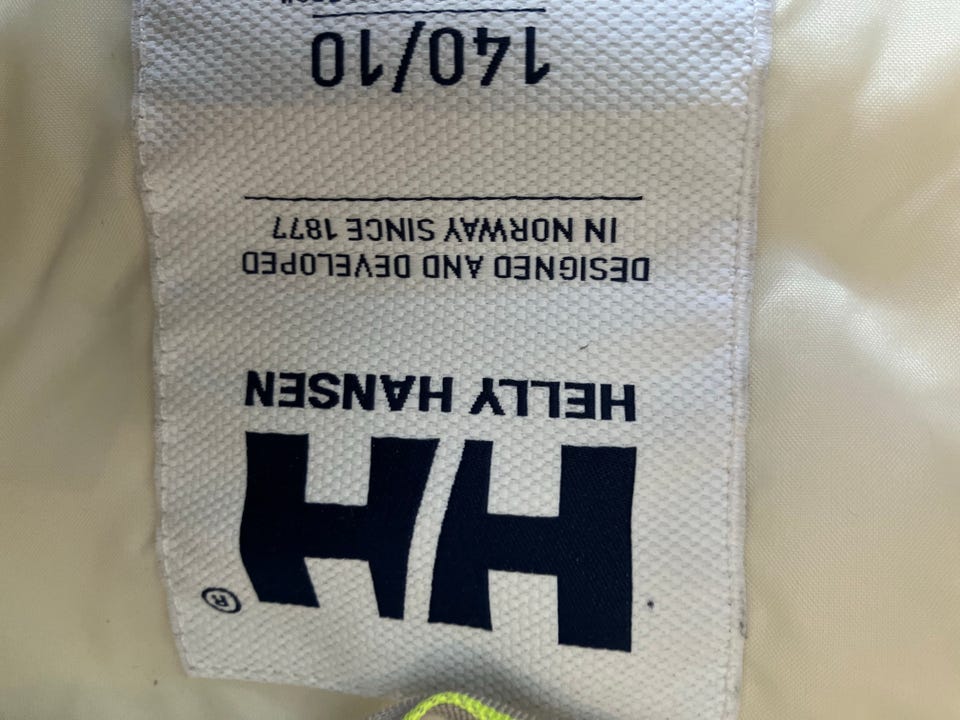 HH
®
HELLY HANSEN
DESIGNED AND DEVELOPED
IN NORWAY SINCE 1877
140/10